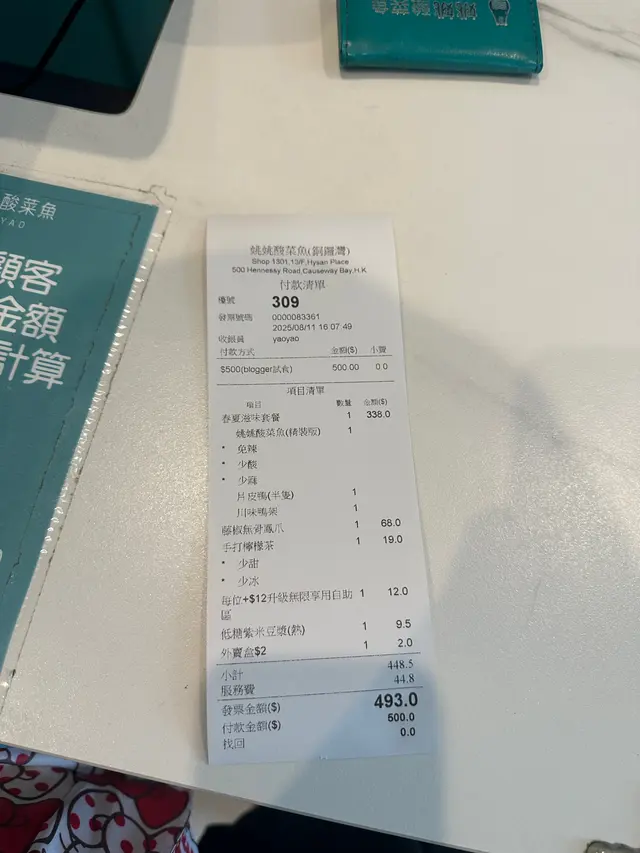 姚姚酸菜魚
酸菜魚
YAO
顧客
金額
計算
姚姚酸菜魚(銅鑼灣)
Shop 1301,13/F,Hysan Place
500 Hennessy Road,Causeway Bay,H.K
付款清單
檯號 309
發票號碼 0000083361
2025/08/11 16:07:49
收銀員 yaoyao
付款方式 金額($) 小費
$500(blogger試食) 500.00 0.0
項目清單
項目 數量 金額($)
春夏滋味套餐 1 338.0
姚姚酸菜魚(精裝版) 1
* 免辣
* 少酸
* 少麻
片皮鴨(半隻) 1
川味鴨架 1
藤椒無骨鳳爪 1 68.0
手打檸檬茶 1 19.0
* 少甜
* 少冰
每位+$12升級無限享用自助區 1 12.0
低糖紫米豆漿(熱) 1 9.5
外賣盒$2 1 2.0
小計 448.5
服務費 44.8
發票金額($) 493.0
付款金額($) 500.0
找回 0.0